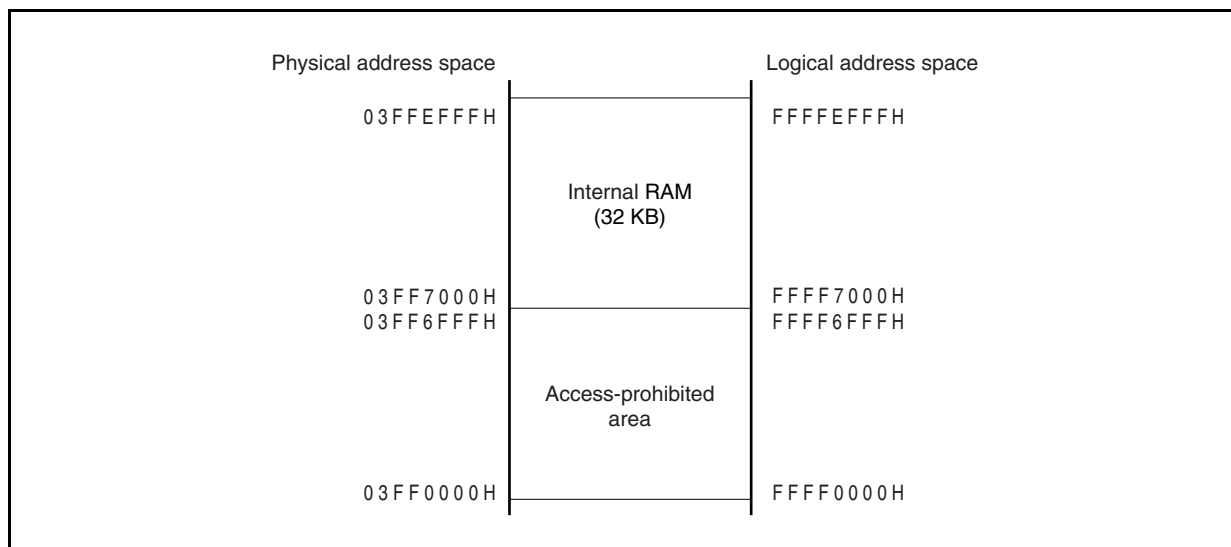 Physical address space
Logical address space
03FFEFFFH
FFFFEFFFH
Internal RAM
(32 KB)
03FF7000H
FFFF7000H
03FF6FFFH
FFFF6FFFH
Access-prohibited
area
03FF0000H
FFFF0000H